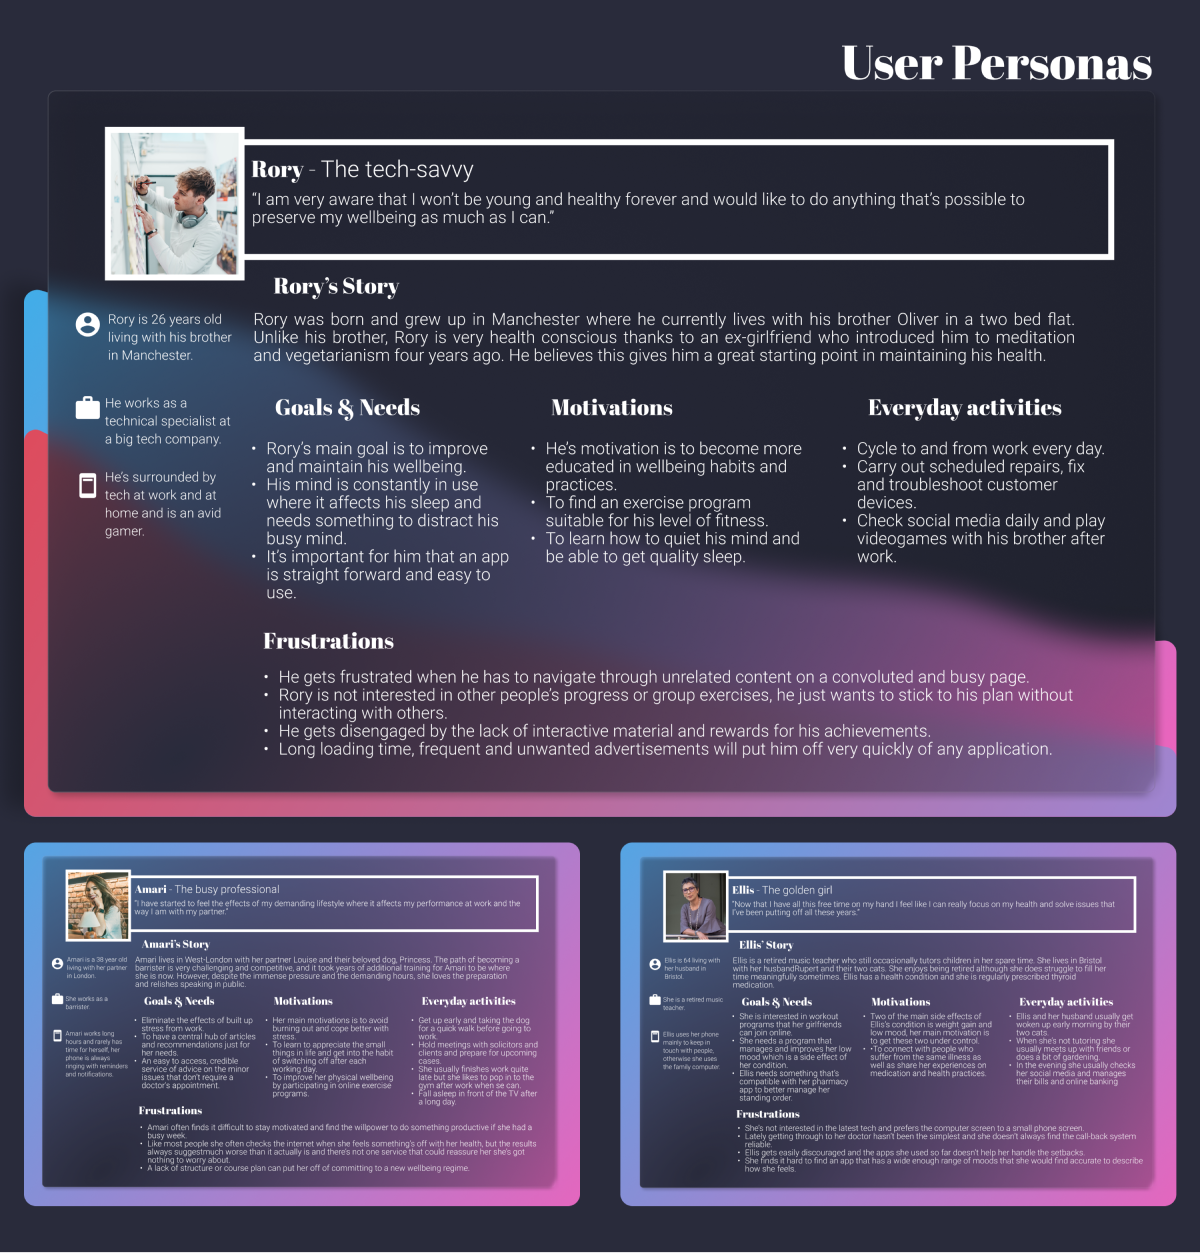 User Personas
Rory - The tech-savvy
“I am very aware that I won’t be young and healthy forever and would like to do anything that’s possible to
preserve my wellbeing as much as I can.”
Rory is 26 years old
living with his brother
in Manchester.
He works as a
technical specialist at
a big tech company.
He’s surrounded by
tech at work and at
home and is an avid
gamer.
Rory’s Story
Rory was born and grew up in Manchester where he currently lives with his brother Oliver in a two bed flat.
Unlike his brother, Rory is very health conscious thanks to an ex-girlfriend who introduced him to meditation
and vegetarianism four years ago. He believes this gives him a great starting point in maintaining his health.
Goals & Needs
• Rory’s main goal is to improve
and maintain his wellbeing.
• His mind is constantly in use
where it affects his sleep and
needs something to distract his
busy mind.
• It’s important for him that an app
is straight forward and easy to
use.
Motivations
• He’s motivation is to become more
educated in wellbeing habits and
practices.
• To find an exercise program
suitable for his level of fitness.
• To learn how to quiet his mind and
be able to get quality sleep.
Everyday activities
• Cycle to and from work every day.
• Carry out scheduled repairs, fix
and troubleshoot customer
devices.
• Check social media daily and play
videogames with his brother after
work.
Frustrations
• He gets frustrated when he has to navigate through unrelated content on a convoluted and busy page.
• Rory is not interested in other people’s progress or group exercises, he just wants to stick to his plan without
interacting with others.
• He gets disengaged by the lack of interactive material and rewards for his achievements.
• Long loading time, frequent and unwanted advertisements will put him off very quickly of any application.
Amari - The busy professional
“I have started to feel the effects of my demanding lifestyle where it affects my performance at work and the
way I am with my partner.”
Amari is a 38 year old
living with her partner
in London.
She works as a
barrister.
Amari works long
hours and rarely has
time for herself, her
phone is always
ringing with reminders
and notifications.
Amari’s Story
Amari lives in West-London with her partner Louise and their beloved dog, Princess. The path of becoming a
barrister is very challenging and competitive, and it took years of additional training for Amari to be where
she is now. However, despite the immense pressure and the demanding hours, she loves the preparation
and relishes speaking in public.
Goals & Needs
• Eliminate the effects of built up
stress from work.
• To have a central hub of articles
and recommendations just for
her needs.
• An easy to access, credible
service of advice on the minor
issues that don’t require a
doctor’s appointment.
Motivations
• Her main motivations is to avoid
burning out and cope better with
stress.
• To learn to appreciate the small
things in life and get into the habit
of switching off after each
working day.
• To improve her physical wellbeing
by participating in online exercise
programs.
Everyday activities
• Get up early and taking the dog
for a quick walk before going to
work.
• Hold meetings with solicitors and
clients and prepare for upcoming
cases.
• She usually finishes work quite
late but she likes to pop in to the
gym after work when se can.
• Fall asleep in front of the TV after
a long day.
Frustrations
• Amari often finds it difficult to stay motivated and find the willpower to do something productive if she had a
busy week.
• Like most people she often checks the internet when she feels something’s off with her health, but the results
always suggestmuch worse than it actually is and there’s not one service that could reassure her she’s got
nothing to worry about.
• A lack of structure or course plan can put her off of committing to a new wellbeing regime.
Ellis - The golden girl
“Now that I have all this free time on my hand I feel like I can really focus on my health and solve issues that
I’ve been putting off all these years.”
Ellis is 64 living with
her husband in
Bristol.
She is a retired music
teacher.
Ellis uses her phone
mainly to keep in
touch with people,
otherwise she uses
the family computer.
Ellis’ Story
Ellis is a retired music teacher who still occasionally tutors children in her spare time. She lives in Bristol
with her husbandRupert and their two cats. She enjoys being retired although she does struggle to fill her
time meaningfully sometimes. Ellis has a health condition and she is regularly prescribed thyroid
medication.
Goals & Needs
• She is interested in workout
programs that her girlfriends
can join online.
• She needs a program that
manages and improves her low
mood which is a side effect of
her condition.
• Ellis needs something that’s
compatible with her pharmacy
app to better manage her
standing order.
Motivations
• Two of the main side effects of
Ellis’s condition is weight gain and
low mood, her main motivation is
to get these two under control.
• •To connect with people who
suffer from the same illness as
well as share her experiences on
medication and health practices.
Everyday activities
• Ellis and her husband usually get
woken up early morning by their
two cats.
• When she’s not tutoring she
usually meets up with friends or
does a bit of gardening.
• In the evening she usually checks
her social media and manages
their bills and online banking
Frustrations
• She’s not interested in the latest tech and prefers the computer screen to a small phone screen.
• Lately getting through to her doctor hasn’t been the simplest and she doesn’t always find the call-back system
reliable.
• Ellis gets easily discouraged and the apps she used so far doesn’t help her handle the setbacks.
• She finds it hard to find an app that has a wide enough range of moods that she would find accurate to describe
how she feels.